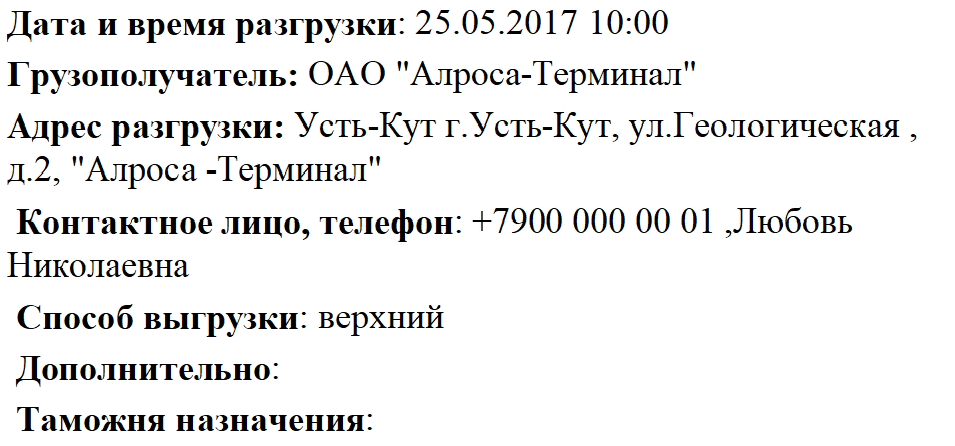 Дата и время разгрузки: 25.05.2017 10:00
Грузополучатель: ОАО "Алроса-Терминал"
Адрес разгрузки: Усть-Кут г.Усть-Кут, ул.Геологическая ,
д.2, "Алроса -Терминал"
Контактное лицо, телефон: +7900 000 00 01 ,Любовь
Николаевна
Способ выгрузки: верхний
Дополнительно:
Таможня назначения: